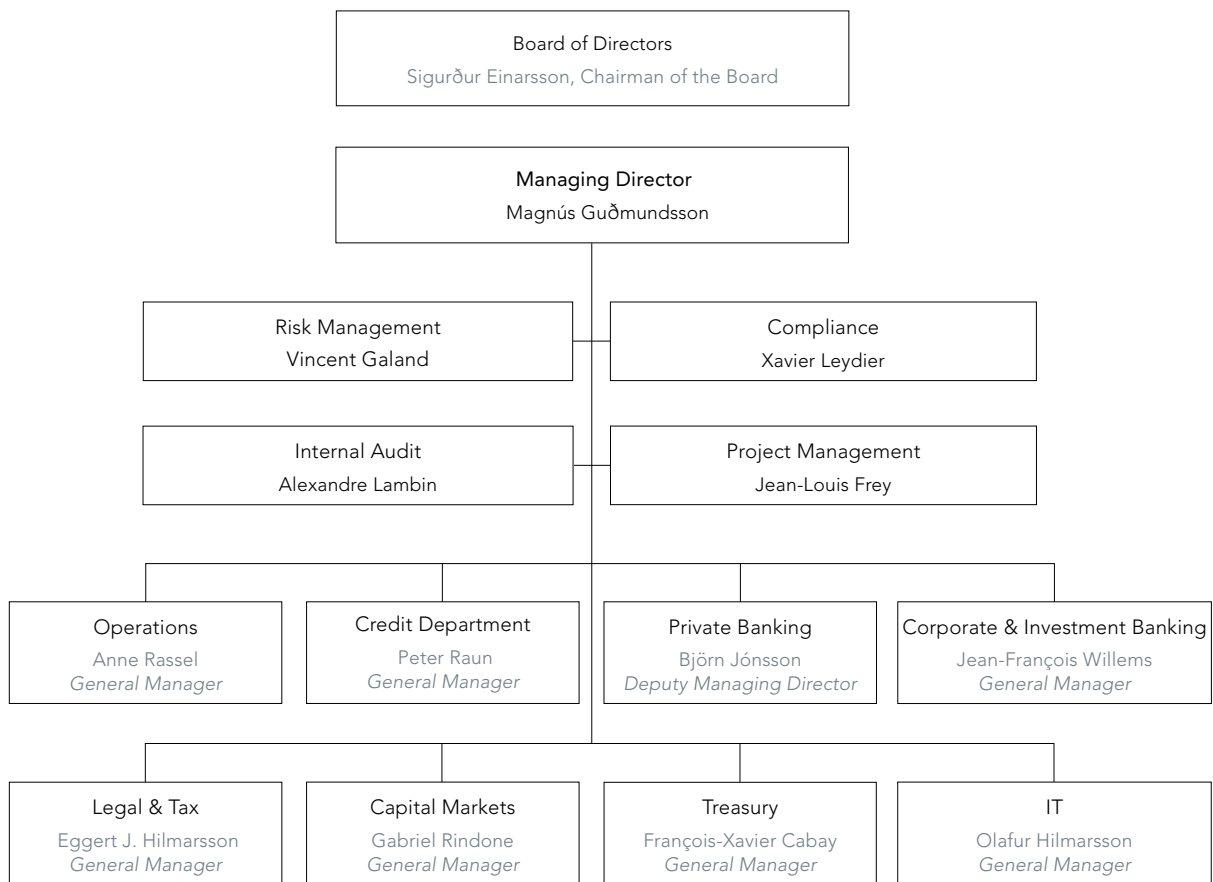 Board of Directors
Sigurður Einarsson, Chairman of the Board
Managing Director
Magnús Guðmundsson
Risk Management
Vincent Galand
Compliance
Xavier Leydier
Internal Audit
Alexandre Lambin
Project Management
Jean-Louis Frey
Operations
Anne Rassel
General Manager
Credit Department
Peter Raun
General Manager
Private Banking
Björn Jónsson
Deputy Managing Director
Corporate & Investment Banking
Jean-François Willems
General Manager
Legal & Tax
Eggert J. Hilmarsson
General Manager
Capital Markets
Gabriel Rindone
General Manager
Treasury
François-Xavier Cabay
General Manager
IT
Olafur Hilmarsson
General Manager